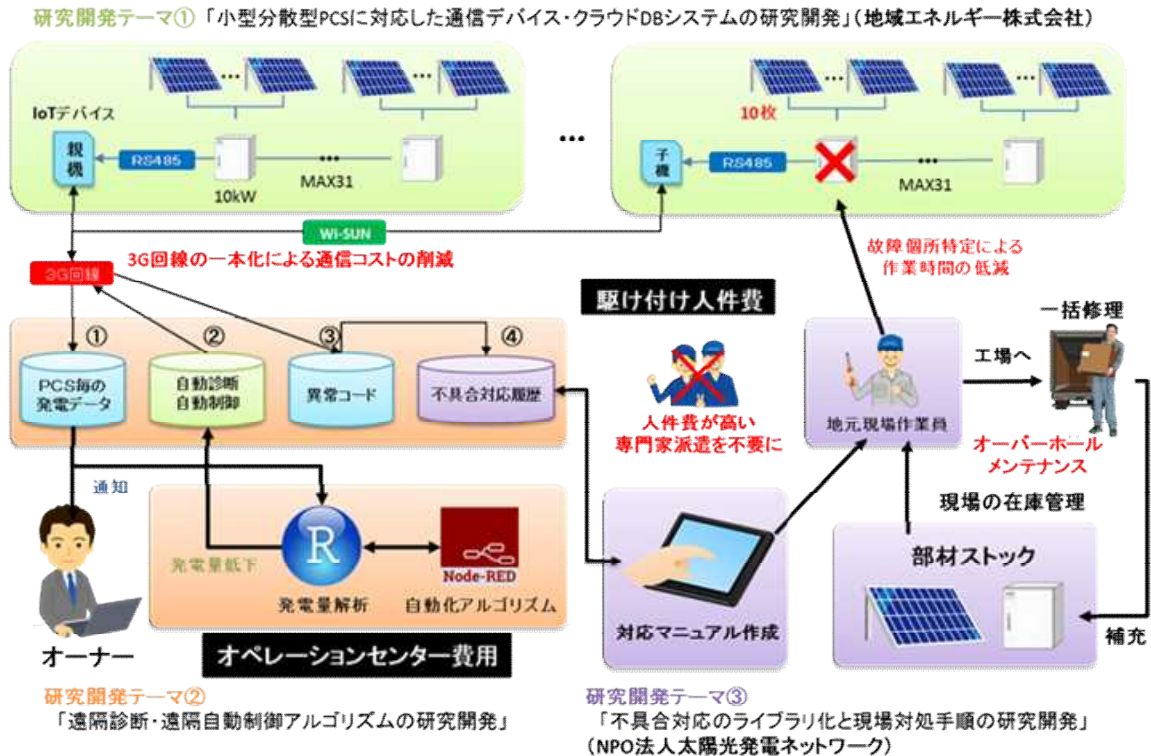 研究開発テーマ① 「小型分散型PCSに対応した通信デバイス・クラウドDBシステムの研究開発」(地域エネルギー株式会社)
IoTデバイス
親機
RS485
10kW
MAX31
...
10枚
子機
RS485
MAX31
WI-SUN
3G回線
3G回線の一本化による通信コストの削減
故障個所特定による
作業時間の低減
駆け付け人件費
①
②
③
④
PCS毎の
発電データ
自動診断
自動制御
異常コード
不具合対応履歴
人件費が高い
専門家派遣を不要に
地元現場作業員
工場へ
一括修理
オーバーホール
メンテナンス
通知
オーナー
発電量低下
R
発電量解析
Node-RED
自動化アルゴリズム
オペレーションセンター費用
対応マニュアル作成
現場の在庫管理
部材ストック
補充
研究開発テーマ②
「遠隔診断・遠隔自動制御アルゴリズムの研究開発」
研究開発テーマ③
「不具合対応のライブラリ化と現場対処手順の研究開発」
(NPO法人太陽光発電ネットワーク)